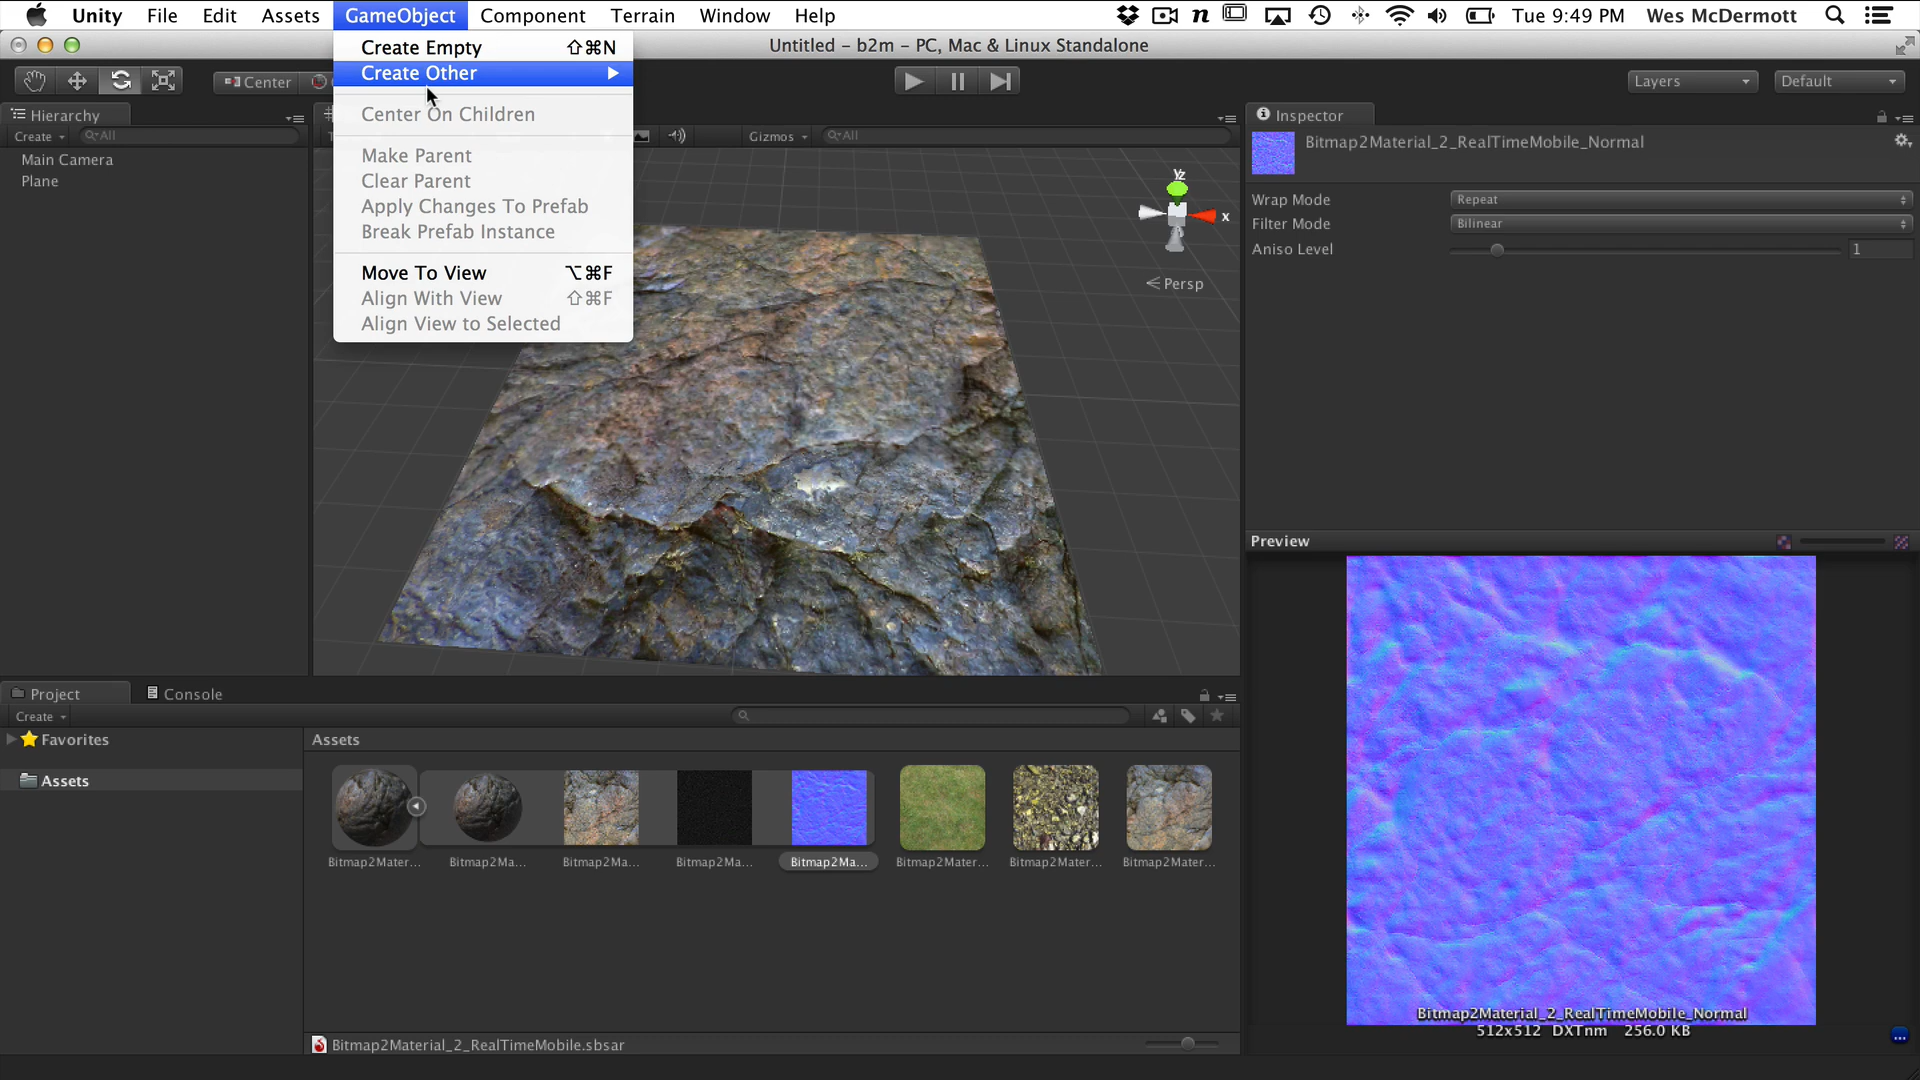 Unity File Edit Assets GameObject Component Terrain Window Help
Tue 9:49 PM Wes McDermott
Untitled – b2m – PC, Mac & Linux Standalone
Create Empty ⇧⌘N
Create Other
Center On Children
Make Parent
Clear Parent
Apply Changes To Prefab
Break Prefab Instance
Move To View ⌥⌘F
Align With View ⇧⌘F
Align View to Selected
Center
Layers
Default
Hierarchy
Create
All
Main Camera
Plane
Gizmos
All
x
Persp
Inspector
Bitmap2Material_2_RealTimeMobile_Normal
Wrap Mode Repeat
Filter Mode Bilinear
Aniso Level 1
Preview
Bitmap2Material_2_RealTimeMobile_Normal
512x512 DXTnm 256.0 KB
Project
Console
Create
Favorites
Assets
Assets
Bitmap2Mater...
Bitmap2Ma...
Bitmap2Ma...
Bitmap2Ma...
Bitmap2Ma...
Bitmap2Mater...
Bitmap2Mater...
Bitmap2Mater...
Bitmap2Material_2_RealTimeMobile.sbsar